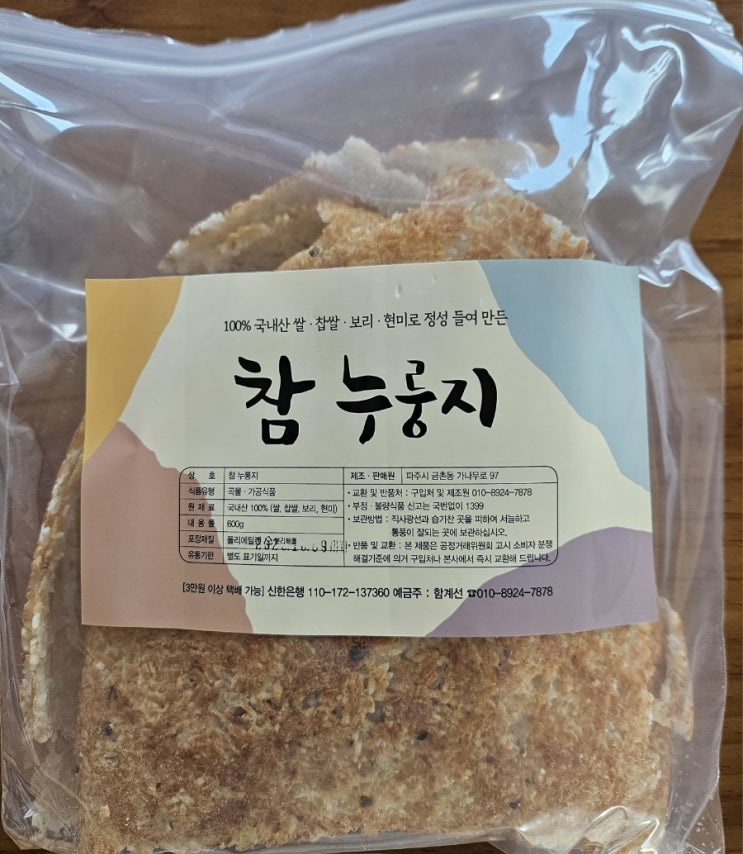 100% 국내산 쌀 · 찹쌀 · 보리 · 현미로 정성 들여 만든
참 누룽지
상 호 참 누룽지
식품유형 곡물 · 가공식품
원 재 료 국내산 100% (쌀, 찹쌀, 보리, 현미)
내 용 물 600g
포장재질 폴리에틸렌
유통기한 별도 표기일까지
제조 · 판매원 파주시 금촌동 가나무로 97
· 교환 및 반품처 : 구입처 및 제조원 010-8924-7878
· 부정 · 불량식품 신고는 국번없이 1399
· 보관방법 : 직사광선과 습기찬 곳을 피하여 서늘하고
통풍이 잘되는 곳에 보관하십시오.
· 반품 및 교환 : 본 제품은 공정거래위원회 고시 소비자 분쟁
해결기준에 의거 구입처나 본사에서 즉시 교환해 드립니다.
[3만원 이상 택배 가능] 신한은행 110-172-137360 예금주 : 함계선 ☎010-8924-7878